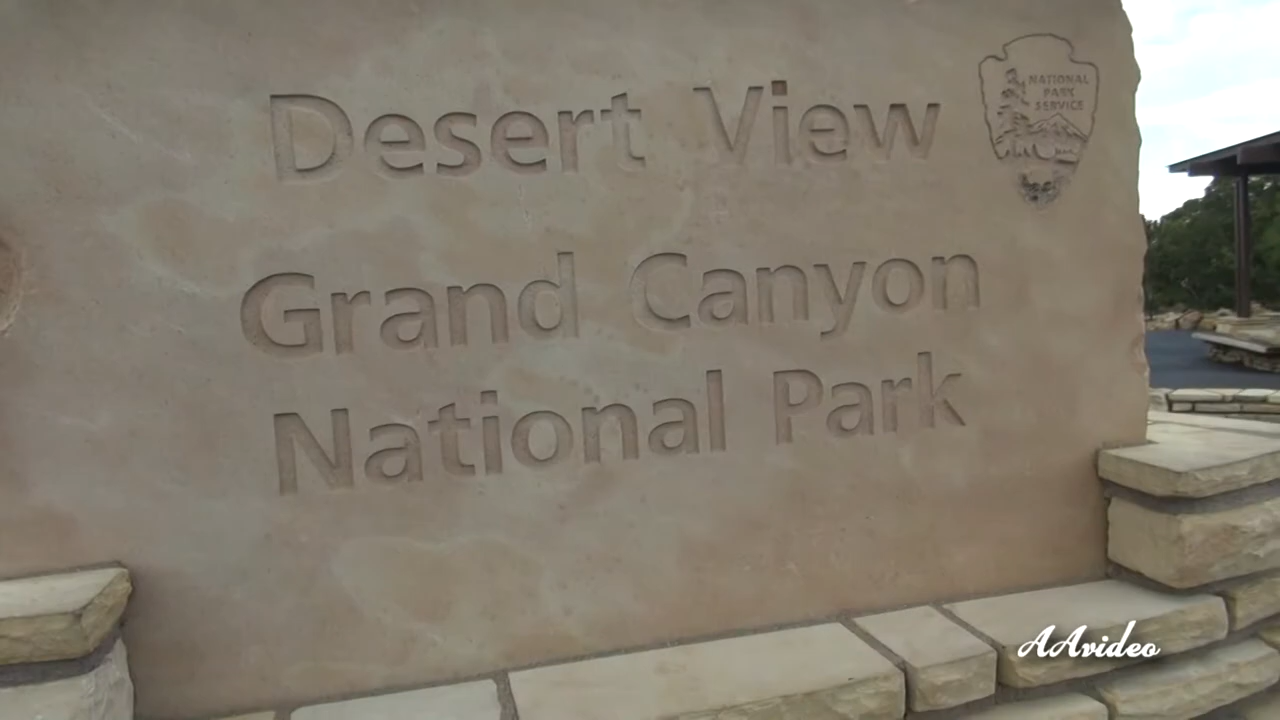 Desert View
NATIONAL
PARK
SERVICE
Grand Canyon
National Park
AAvideo